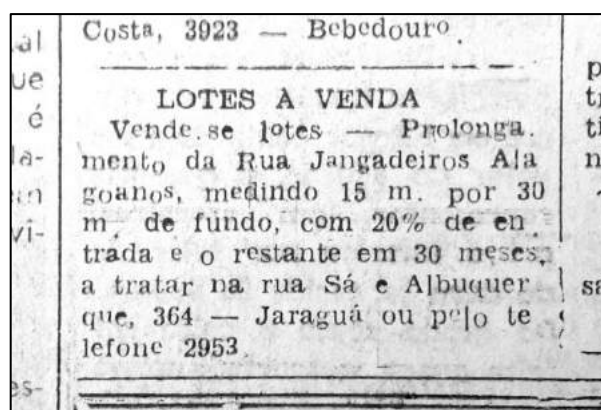 Costa, 3923 — Bebedouro.
LOTES À VENDA
Vende.se lotes — Prolonga.
mento da Rua Jangadeiros Ala
goanos, medindo 15 m. por 30
m. de fundo, com 20% de en.
trada e o restante em 30 meses,
a tratar na rua Sá e Albuquer
que, 364 — Jaraguá ou pelo te
lefone 2953